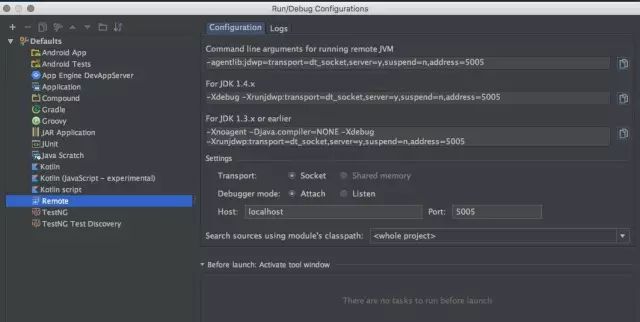 Run/Debug Configurations
Defaults
Android App
Android Tests
App Engine DevAppServer
Application
Compound
Gradle
Groovy
JAR Application
JUnit
Java Scratch
Kotlin
Kotlin (JavaScript - experimental)
Kotlin script
Remote
TestNG
TestNG Test Discovery
Configuration Logs
Command line arguments for running remote JVM
-agentlib:jdwp=transport=dt_socket,server=y,suspend=n,address=5005
For JDK 1.4.x
-Xdebug -Xrunjdwp:transport=dt_socket,server=y,suspend=n,address=5005
For JDK 1.3.x or earlier
-Xnoagent -Djava.compiler=NONE -Xdebug
-Xrunjdwp:transport=dt_socket,server=y,suspend=n,address=5005
Settings
Transport: Socket Shared memory
Debugger mode: Attach Listen
Host: localhost Port: 5005
Search sources using module's classpath: <whole project>
Before launch: Activate tool window
There are no tasks to run before launch